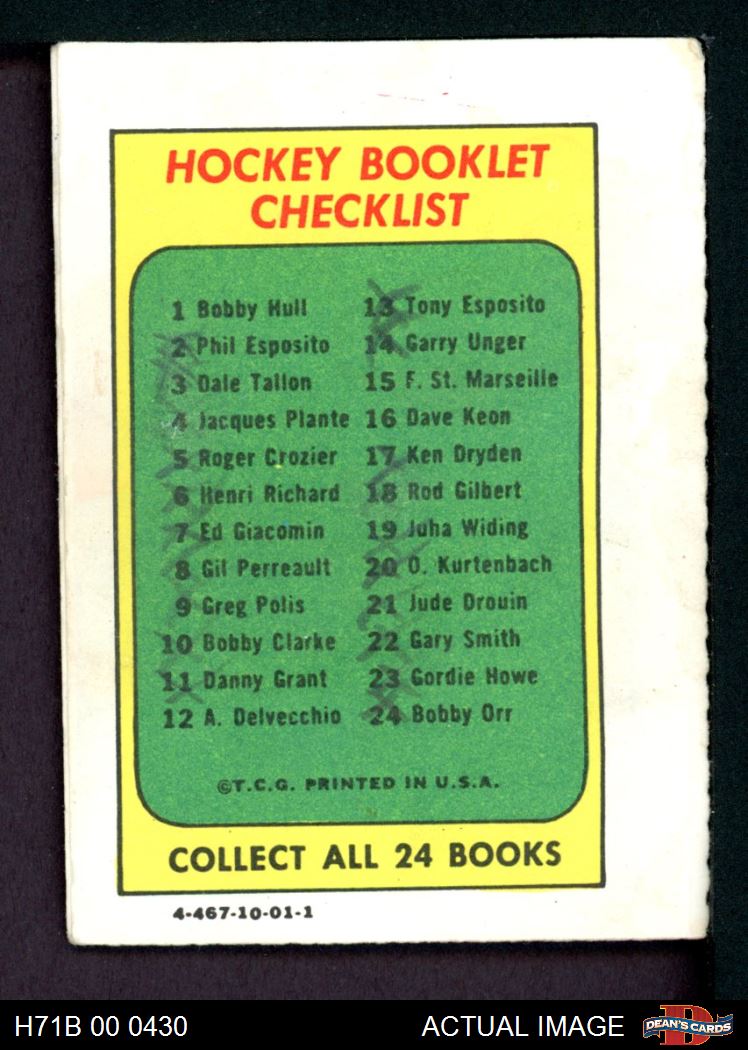 HOCKEY BOOKLET
CHECKLIST
1 Bobby Hull
2 Phil Esposito
3 Dale Tallon
4 Jacques Plante
5 Roger Crozier
6 Henri Richard
7 Ed Giacomin
8 Gil Perreault
9 Greg Polis
10 Bobby Clarke
11 Danny Grant
12 A. Delvecchio
13 Tony Esposito
14 Garry Unger
15 F. St. Marseille
16 Dave Keon
17 Ken Dryden
18 Rod Gilbert
19 Juha Widing
20 O. Kurtenbach
21 Jude Drouin
22 Gary Smith
23 Gordie Howe
24 Bobby Orr
©T.C.G. PRINTED IN U.S.A.
COLLECT ALL 24 BOOKS
4-467-10-01-1
H71B 00 0430
ACTUAL IMAGE
D
DEAN'S CARDS